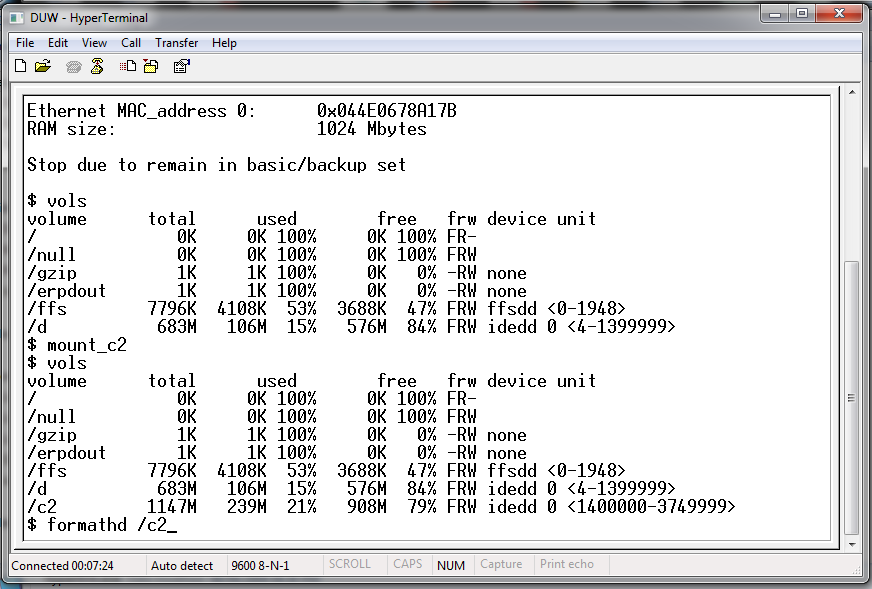 DUW - HyperTerminal
File Edit View Call Transfer Help
Ethernet MAC_address 0: 0x044E0678A17B
RAM size: 1024 Mbytes
Stop due to remain in basic/backup set
$ vols
volume total used free frw device unit
/ 0K 0K 100% 0K 100% FR-
/null 0K 0K 100% 0K 100% FRW
/gzip 1K 1K 100% 0K 0% -RW none
/erpdout 1K 1K 100% 0K 0% -RW none
/ffs 7796K 4108K 53% 3688K 47% FRW ffsdd <0-1948>
/d 683M 106M 15% 576M 84% FRW idedd 0 <4-1399999>
$ mount_c2
$ vols
volume total used free frw device unit
/ 0K 0K 100% 0K 100% FR-
/null 0K 0K 100% 0K 100% FRW
/gzip 1K 1K 100% 0K 0% -RW none
/erpdout 1K 1K 100% 0K 0% -RW none
/ffs 7796K 4108K 53% 3688K 47% FRW ffsdd <0-1948>
/d 683M 106M 15% 576M 84% FRW idedd 0 <4-1399999>
/c2 1147M 239M 21% 908M 79% FRW idedd 0 <1400000-3749999>
$ formathd /c2_
Connected 00:07:24 Auto detect 9600 8-N-1 SCROLL CAPS NUM Capture Print echo